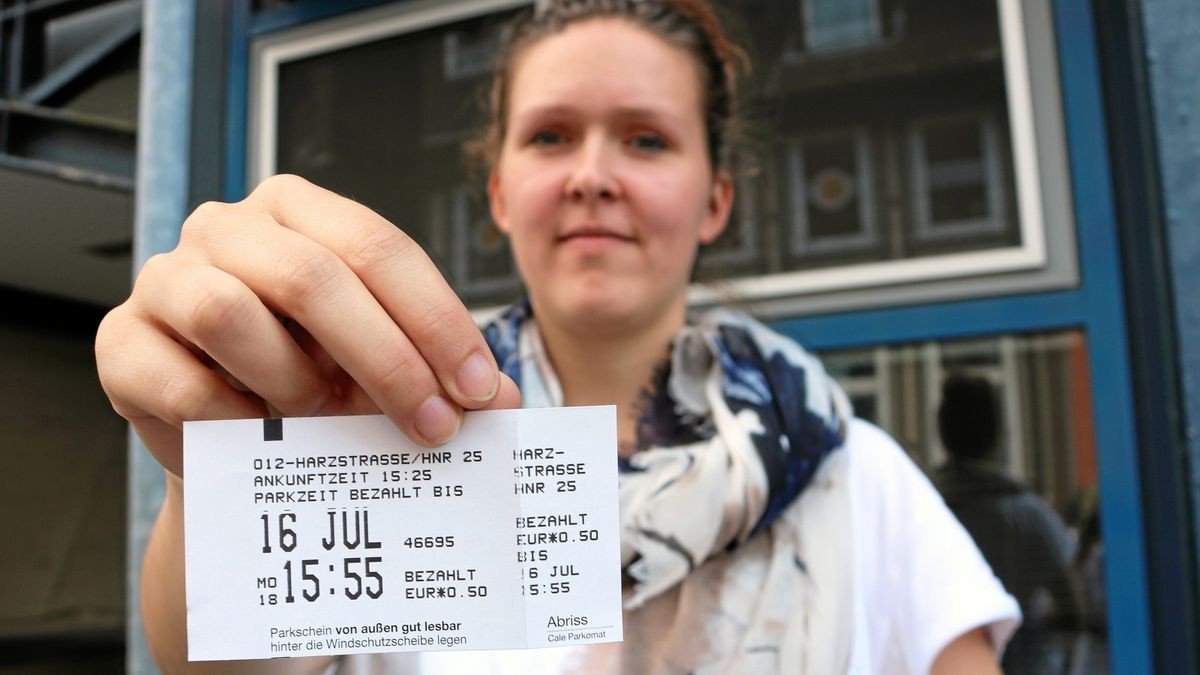 012-HARZSTRASSE/HNR 25
ANKUNFTZEIT 15:25
PARKZEIT BEZAHLT BIS
16 JUL
46695
MO
18
15:55
BEZAHLT
EUR*0.50
Parkschein von außen gut lesbar
hinter die Windschutzscheibe legen
HARZ-
STRASSE
HNR 25
BEZAHLT
EUR*0.50
BIS
16 JUL
15:55
Abriss
Cale Parkomat